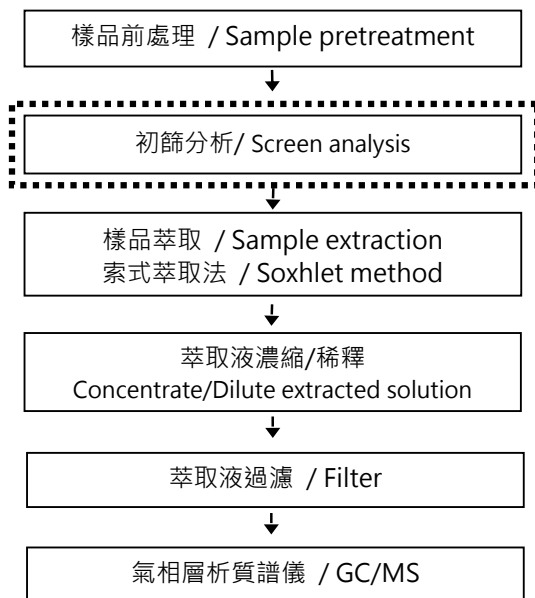 樣品前處理 / Sample pretreatment
初篩分析/ Screen analysis
樣品萃取 / Sample extraction
索式萃取法 / Soxhlet method
萃取液濃縮/稀釋
Concentrate/Dilute extracted solution
萃取液過濾 / Filter
氣相層析質譜儀 / GC/MS